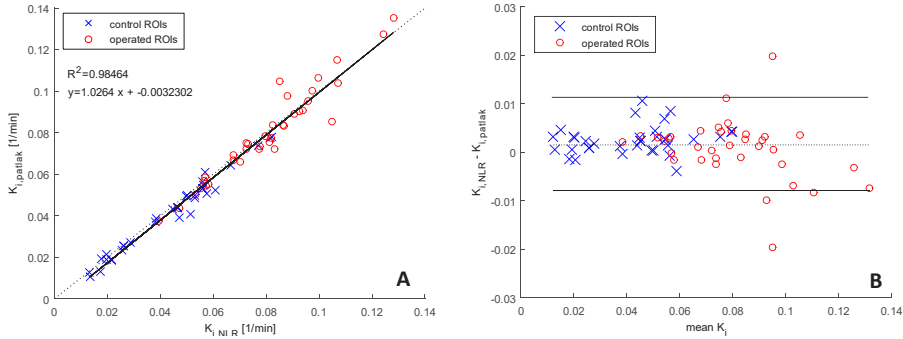 control ROIs
operated ROIs
R²=0.98464
y=1.0264 x + -0.0032302
0.14
0.12
0.1
0.08
0.06
0.04
0.02
0
K_i,patlak [1/min]
0
0.02
0.04
0.06
0.08
0.1
0.12
0.14
K_i,NLR [1/min]
A
control ROIs
operated ROIs
0.03
0.02
0.01
0
-0.01
-0.02
-0.03
K_i,NLR - K_i,patlak
0
0.02
0.04
0.06
0.08
0.1
0.12
0.14
mean K_i
B